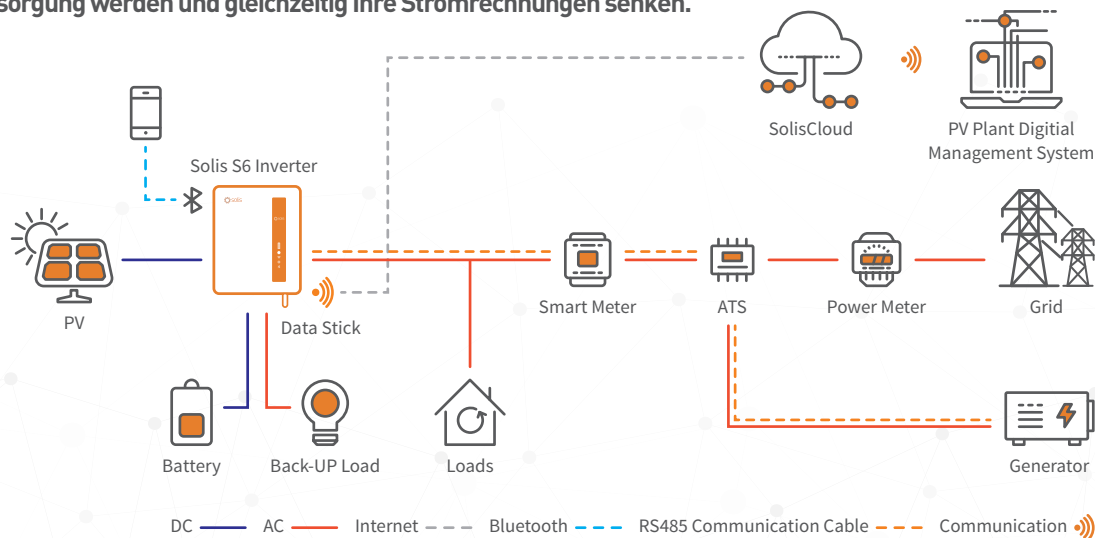 sorgung werden und gleichzeitig Ihre Stromrechnungen senken.
SolisCloud
PV Plant Digitial
Management System
Solis S6 Inverter
solis
PV
Data Stick
Smart Meter
ATS
Power Meter
Grid
Battery
Back-UP Load
Loads
Generator
DC AC Internet Bluetooth RS485 Communication Cable Communication